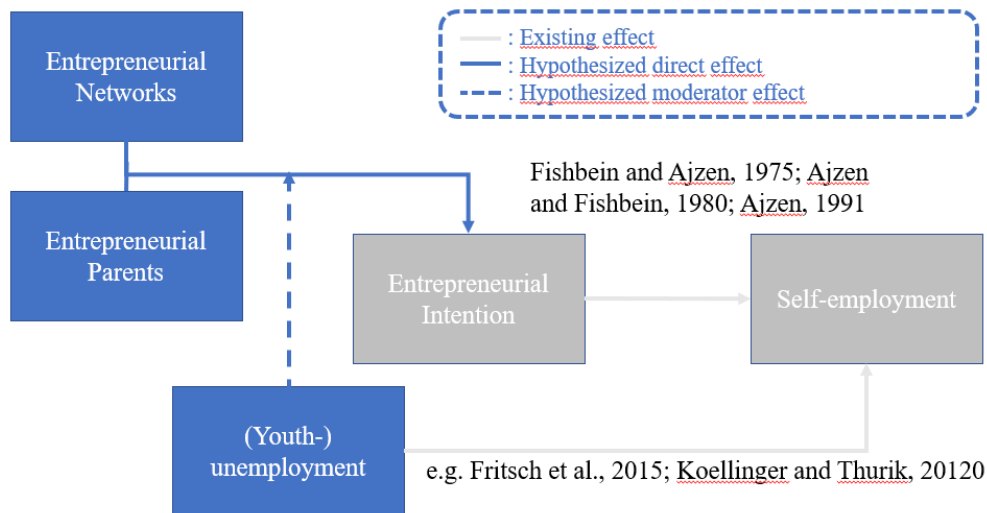 Entrepreneurial
Networks
: Existing effect
: Hypothesized direct effect
: Hypothesized moderator effect
Fishbein and Ajzen, 1975; Ajzen
and Fishbein, 1980; Ajzen, 1991
Entrepreneurial
Parents
Entrepreneurial
Intention
Self-employment
(Youth-)
unemployment
e.g. Fritsch et al., 2015; Koellinger and Thurik, 20120